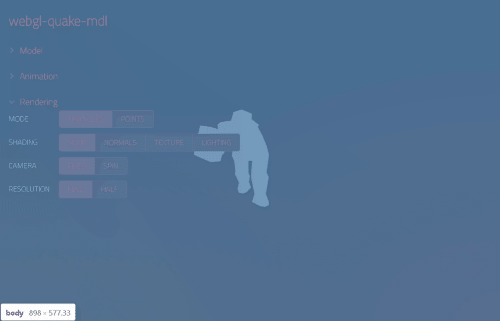 webgl-quake-mdl
Model
Animation
Rendering
MODE POINTS
SHADING NORMALS TEXTURE LIGHTING
CAMERA SPIN
RESOLUTION HALF
body 898 × 577.33